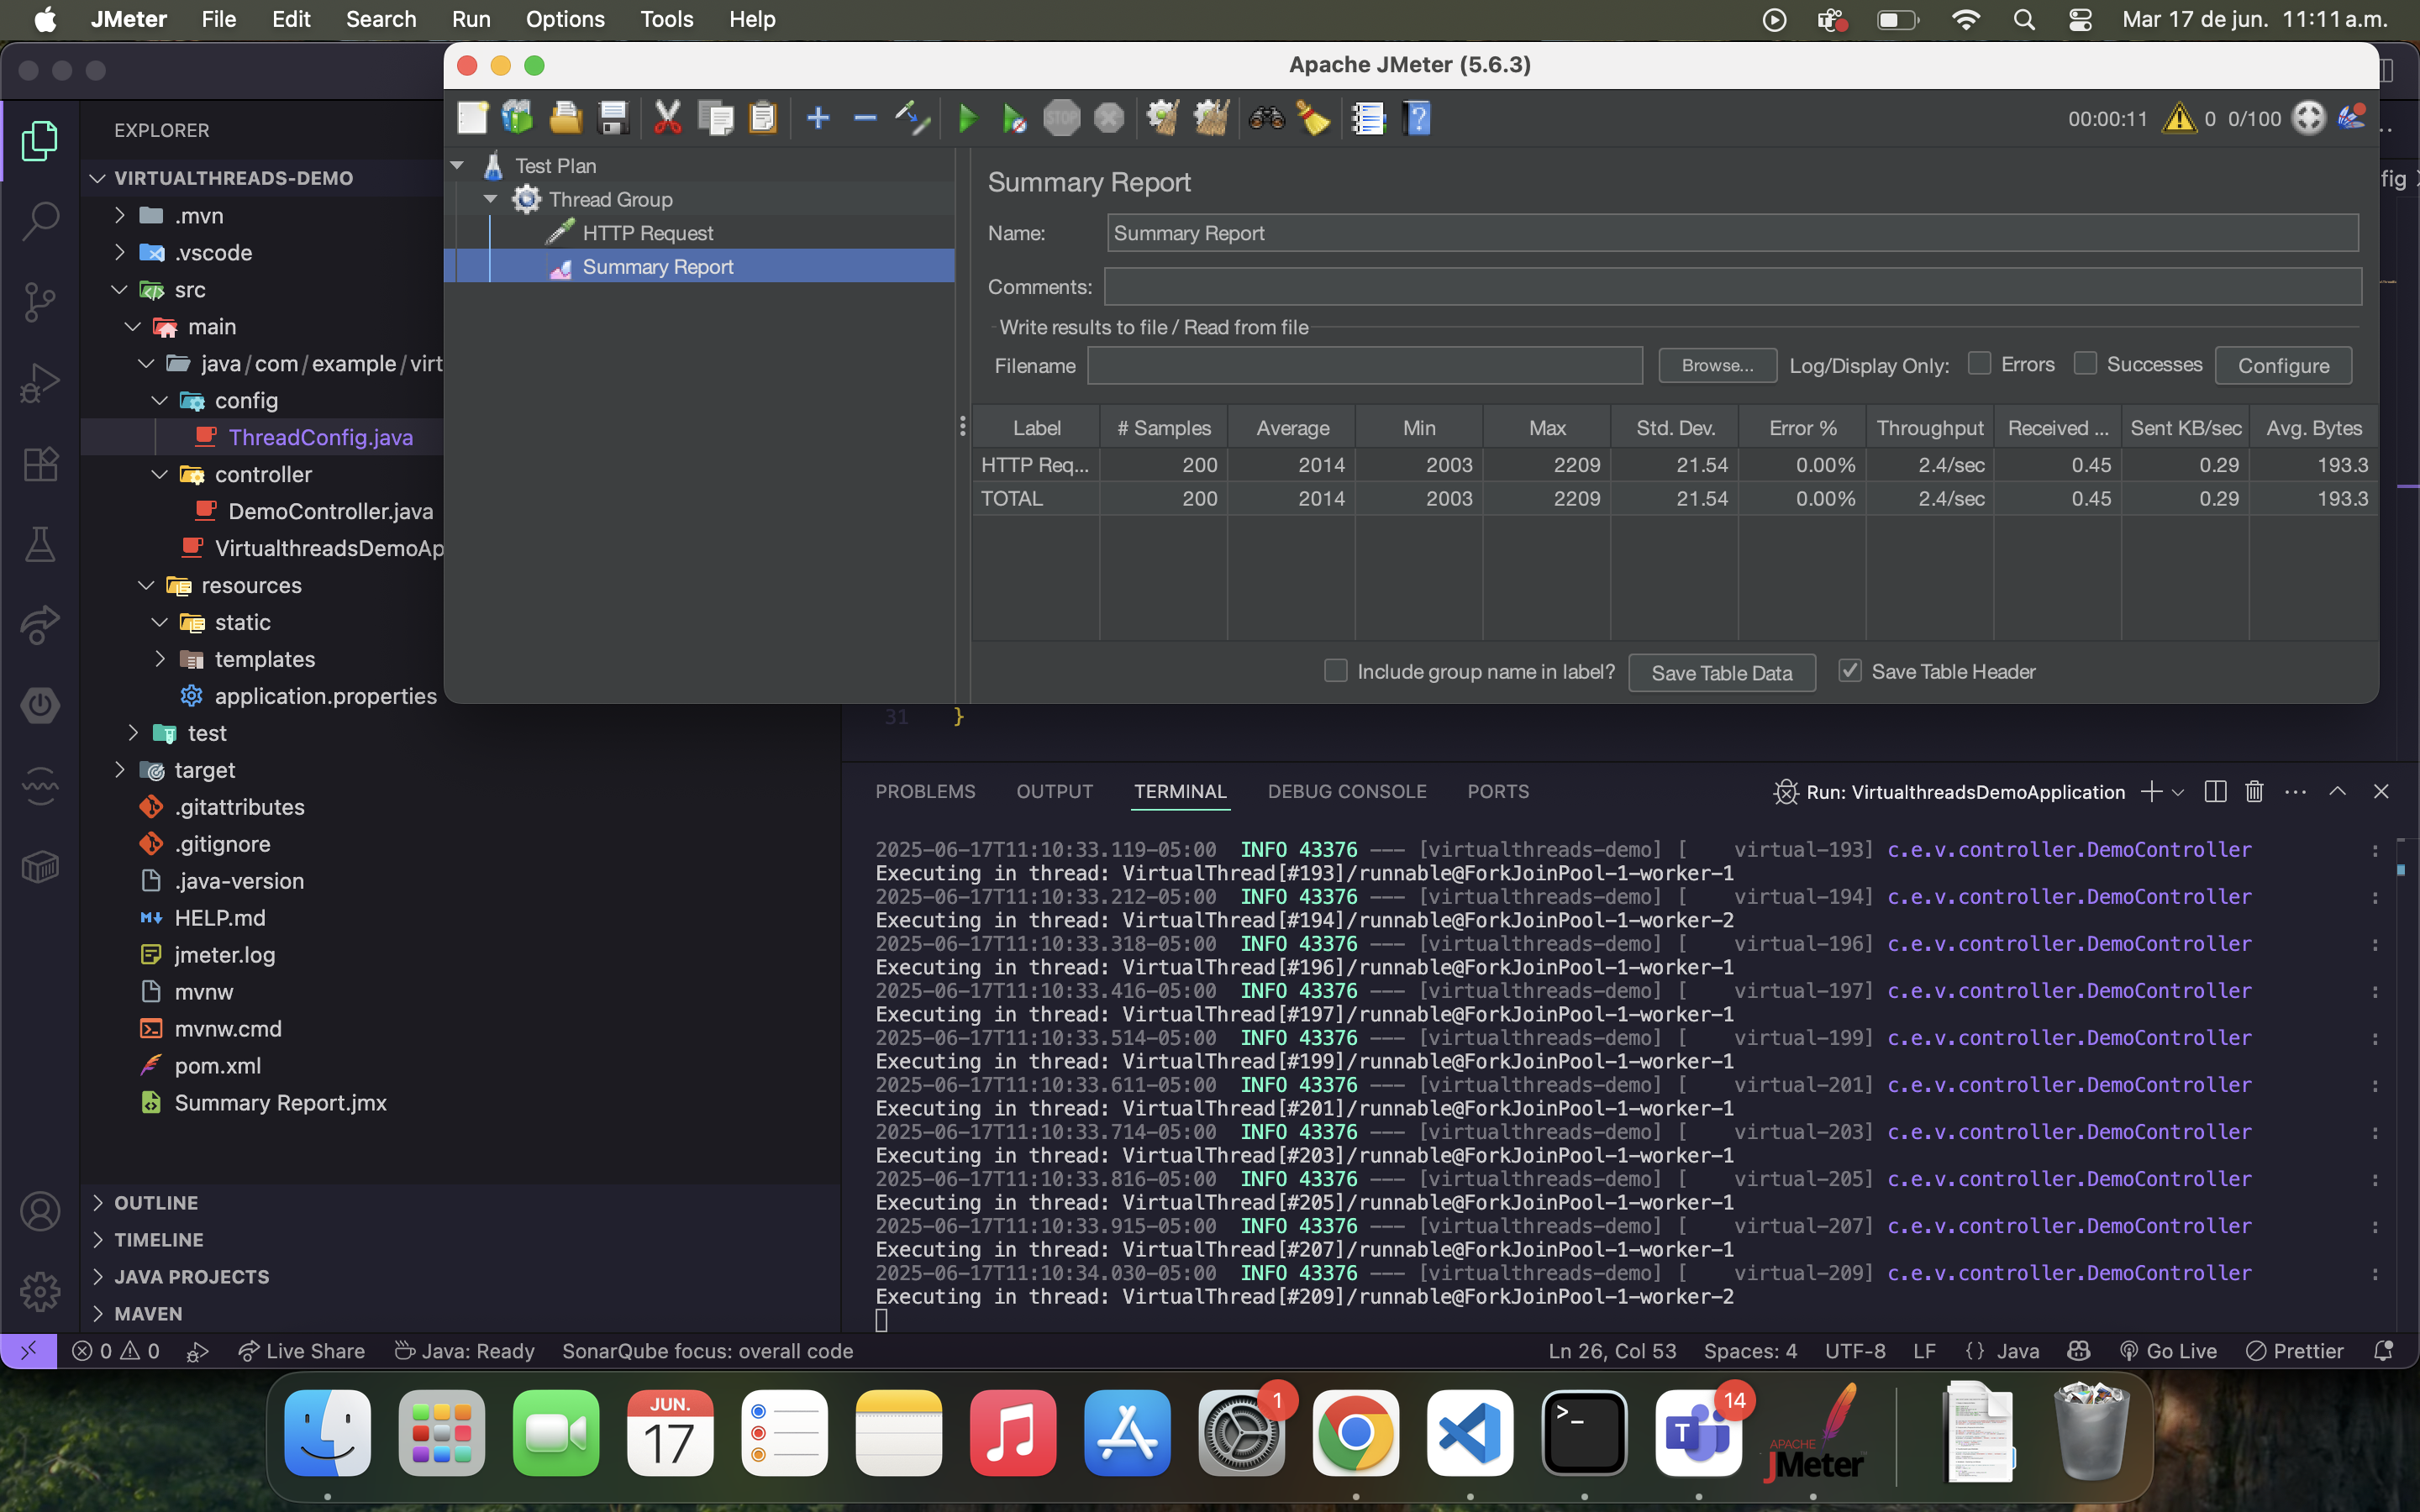 JMeter File Edit Search Run Options Tools Help Mar 17 de jun. 11:11 a.m.
Apache JMeter (5.6.3)
STOP 00:00:11 0 0/100
EXPLORER
VIRTUALTHREADS-DEMO
.mvn
.vscode
src
main
java/com/example/virt
config
ThreadConfig.java
controller
DemoController.java
VirtualthreadsDemoAp
resources
static
templates
application.properties
test
target
.gitattributes
.gitignore
.java-version
HELP.md
jmeter.log
mvnw
mvnw.cmd
pom.xml
Summary Report.jmx
OUTLINE
TIMELINE
JAVA PROJECTS
MAVEN
Test Plan
Thread Group
HTTP Request
Summary Report
Summary Report
Name: Summary Report
Comments:
Write results to file / Read from file
Filename Browse... Log/Display Only: Errors Successes Configure
Label # Samples Average Min Max Std. Dev. Error % Throughput Received ... Sent KB/sec Avg. Bytes
HTTP Req... 200 2014 2003 2209 21.54 0.00% 2.4/sec 0.45 0.29 193.3
TOTAL 200 2014 2003 2209 21.54 0.00% 2.4/sec 0.45 0.29 193.3
Include group name in label? Save Table Data Save Table Header
fig
31 }
PROBLEMS OUTPUT TERMINAL DEBUG CONSOLE PORTS Run: VirtualthreadsDemoApplication
2025-06-17T11:10:33.119-05:00 INFO 43376 --- [virtualthreads-demo] [ virtual-193] c.e.v.controller.DemoController :
Executing in thread: VirtualThread[#193]/runnable@ForkJoinPool-1-worker-1
2025-06-17T11:10:33.212-05:00 INFO 43376 --- [virtualthreads-demo] [ virtual-194] c.e.v.controller.DemoController :
Executing in thread: VirtualThread[#194]/runnable@ForkJoinPool-1-worker-2
2025-06-17T11:10:33.318-05:00 INFO 43376 --- [virtualthreads-demo] [ virtual-196] c.e.v.controller.DemoController :
Executing in thread: VirtualThread[#196]/runnable@ForkJoinPool-1-worker-1
2025-06-17T11:10:33.416-05:00 INFO 43376 --- [virtualthreads-demo] [ virtual-197] c.e.v.controller.DemoController :
Executing in thread: VirtualThread[#197]/runnable@ForkJoinPool-1-worker-1
2025-06-17T11:10:33.514-05:00 INFO 43376 --- [virtualthreads-demo] [ virtual-199] c.e.v.controller.DemoController :
Executing in thread: VirtualThread[#199]/runnable@ForkJoinPool-1-worker-1
2025-06-17T11:10:33.611-05:00 INFO 43376 --- [virtualthreads-demo] [ virtual-201] c.e.v.controller.DemoController :
Executing in thread: VirtualThread[#201]/runnable@ForkJoinPool-1-worker-1
2025-06-17T11:10:33.714-05:00 INFO 43376 --- [virtualthreads-demo] [ virtual-203] c.e.v.controller.DemoController :
Executing in thread: VirtualThread[#203]/runnable@ForkJoinPool-1-worker-1
2025-06-17T11:10:33.816-05:00 INFO 43376 --- [virtualthreads-demo] [ virtual-205] c.e.v.controller.DemoController :
Executing in thread: VirtualThread[#205]/runnable@ForkJoinPool-1-worker-1
2025-06-17T11:10:33.915-05:00 INFO 43376 --- [virtualthreads-demo] [ virtual-207] c.e.v.controller.DemoController :
Executing in thread: VirtualThread[#207]/runnable@ForkJoinPool-1-worker-1
2025-06-17T11:10:34.030-05:00 INFO 43376 --- [virtualthreads-demo] [ virtual-209] c.e.v.controller.DemoController :
Executing in thread: VirtualThread[#209]/runnable@ForkJoinPool-1-worker-2
0 0 Live Share Java: Ready SonarQube focus: overall code Ln 26, Col 53 Spaces: 4 UTF-8 LF {} Java Go Live Prettier
JUN.
17
1
14
APACHE
JMeter